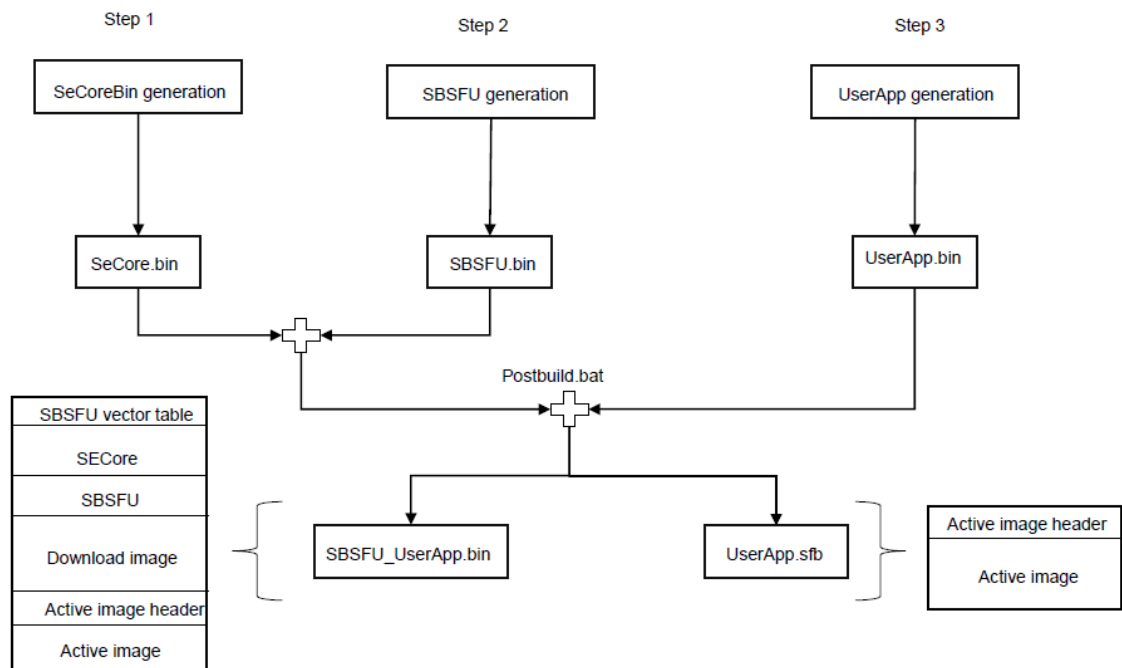 Step 1
Step 2
Step 3
SeCoreBin generation
SBSFU generation
UserApp generation
SeCore.bin
SBSFU.bin
UserApp.bin
Postbuild.bat
SBSFU vector table
SECore
SBSFU
Download image
Active image header
Active image
SBSFU_UserApp.bin
UserApp.sfb
Active image header
Active image